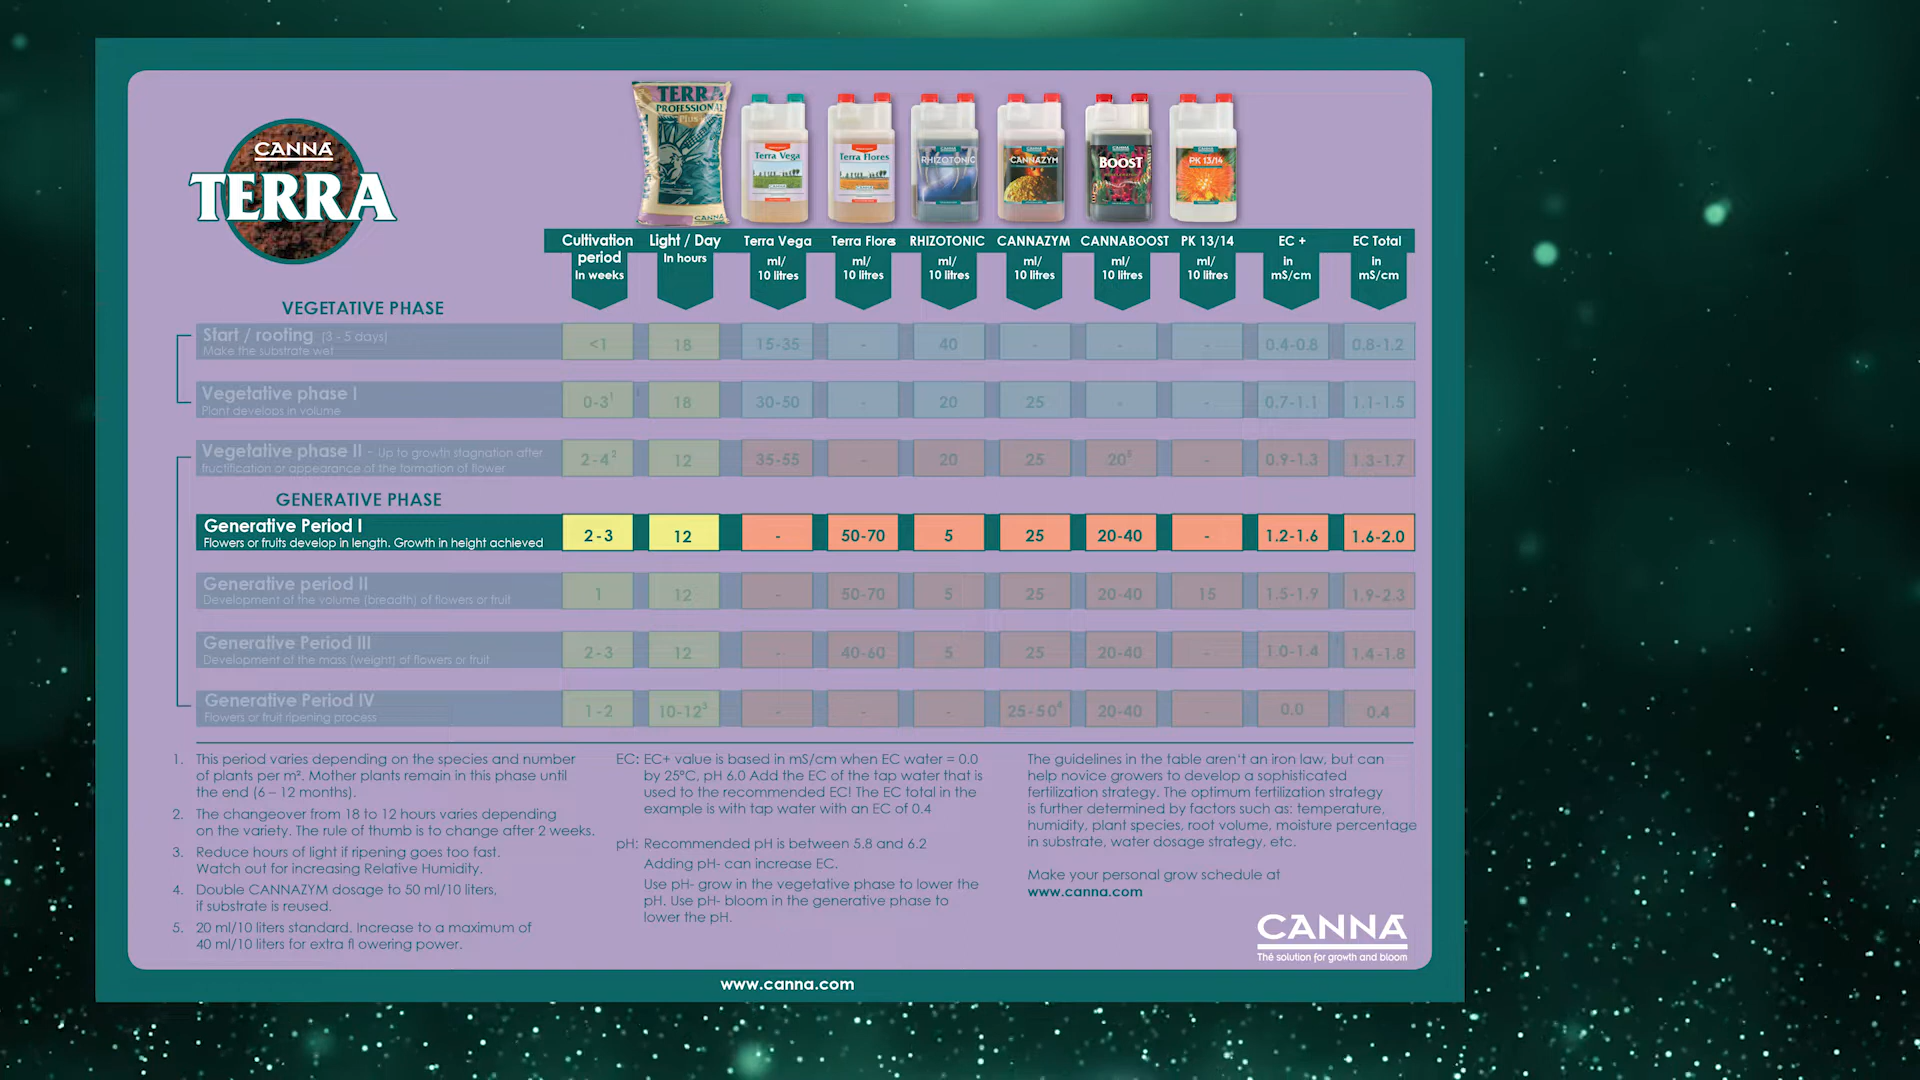 TERRA
PROFESSIONAL
Plus
CANNA
Terra Vega
Terra Flores
RHIZOTONIC
CANNAZYM
BOOST
PK 13/14
CANNA
TERRA
Cultivation period In weeks
Light / Day In hours
Terra Vega ml/ 10 litres
Terra Flores ml/ 10 litres
RHIZOTONIC ml/ 10 litres
CANNAZYM ml/ 10 litres
CANNABOOST ml/ 10 litres
PK 13/14 ml/ 10 litres
EC + in mS/cm
EC Total in mS/cm
VEGETATIVE PHASE
Start / rooting (3 - 5 days)
Make the substrate wet
<1 18 15-35 - 40 - - - 0.4-0.8 0.8-1.2
Vegetative phase I
Plant develops in volume
0-3¹ 18 30-50 - 20 25 - - 0.7-1.1 1.1-1.5
Vegetative phase II - Up to growth stagnation after
fructification or appearance of the formation of flower
2-4² 12 35-55 - 20 25 20⁵ - 0.9-1.3 1.3-1.7
GENERATIVE PHASE
Generative Period I
Flowers or fruits develop in length. Growth in height achieved
2-3 12 - 50-70 5 25 20-40 - 1.2-1.6 1.6-2.0
Generative period II
Development of the volume (breadth) of flowers or fruit
1 12 - 50-70 5 25 20-40 15 1.5-1.9 1.9-2.3
Generative Period III
Development of the mass (weight) of flowers or fruit
2-3 12 - 40-60 5 25 20-40 - 1.0-1.4 1.4-1.8
Generative Period IV
Flowers or fruit ripening process
1-2 10-12³ - - - 25-50⁴ 20-40 - 0.0 0.4
1. This period varies depending on the species and number
of plants per m². Mother plants remain in this phase until
the end (6 – 12 months).
2. The changeover from 18 to 12 hours varies depending
on the variety. The rule of thumb is to change after 2 weeks.
3. Reduce hours of light if ripening goes too fast.
Watch out for increasing Relative Humidity.
4. Double CANNAZYM dosage to 50 ml/10 liters,
if substrate is reused.
5. 20 ml/10 liters standard. Increase to a maximum of
40 ml/10 liters for extra fl owering power.
EC: EC+ value is based in mS/cm when EC water = 0.0
by 25ºC, pH 6.0 Add the EC of the tap water that is
used to the recommended EC! The EC total in the
example is with tap water with an EC of 0.4
pH: Recommended pH is between 5.8 and 6.2
Adding pH- can increase EC.
Use pH- grow in the vegetative phase to lower the
pH. Use pH- bloom in the generative phase to
lower the pH.
The guidelines in the table aren't an iron law, but can
help novice growers to develop a sophisticated
fertilization strategy. The optimum fertilization strategy
is further determined by factors such as: temperature,
humidity, plant species, root volume, moisture percentage
in substrate, water dosage strategy, etc.
Make your personal grow schedule at
www.canna.com
CANNA
The solution for growth and bloom
www.canna.com